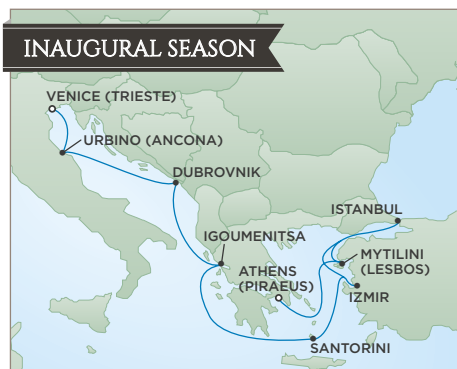 INAUGURAL SEASON
VENICE (TRIESTE)
URBINO (ANCONA)
DUBROVNIK
ISTANBUL
IGOUMENITSA
MYTILINI
(LESBOS)
ATHENS
(PIRAEUS)
IZMIR
SANTORINI